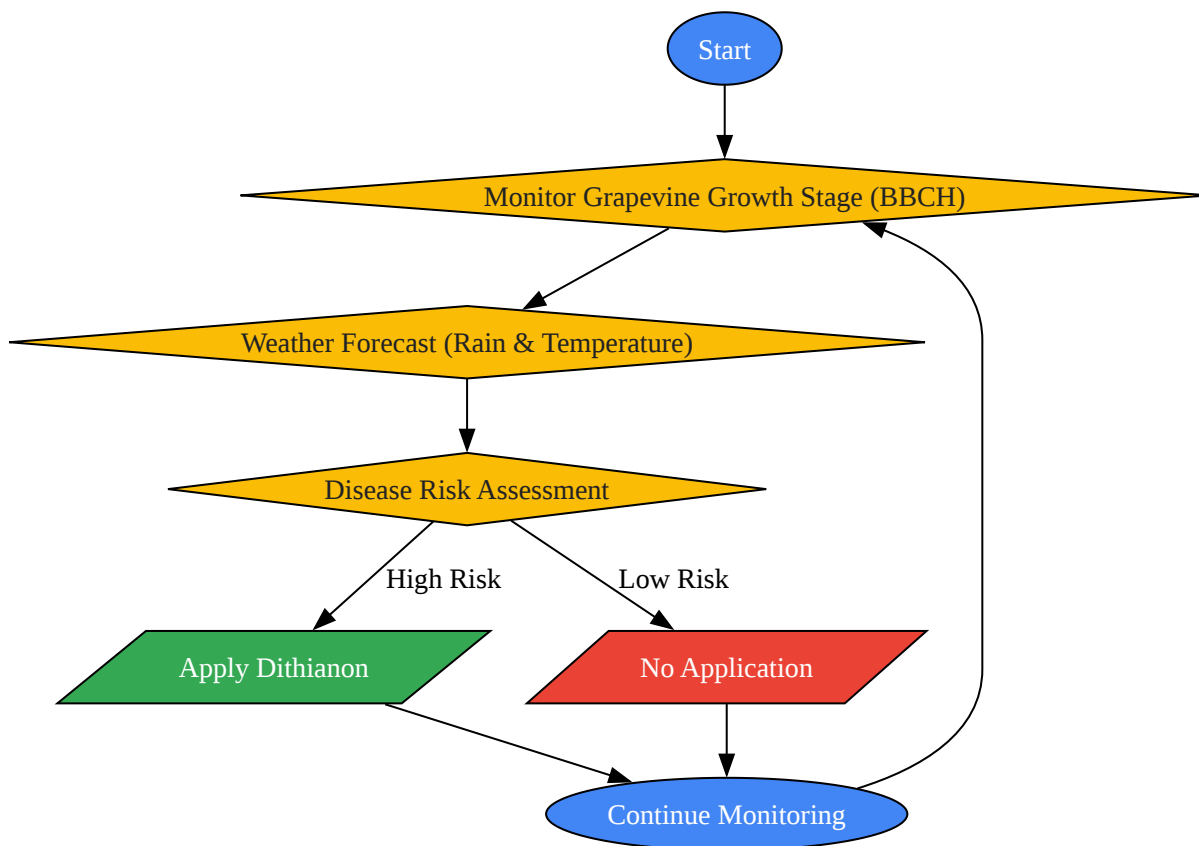 Start
Monitor Grapevine Growth Stage (BBCH)
Weather Forecast (Rain & Temperature)
Disease Risk Assessment
High Risk
Low Risk
Apply Dithianon
No Application
Continue Monitoring